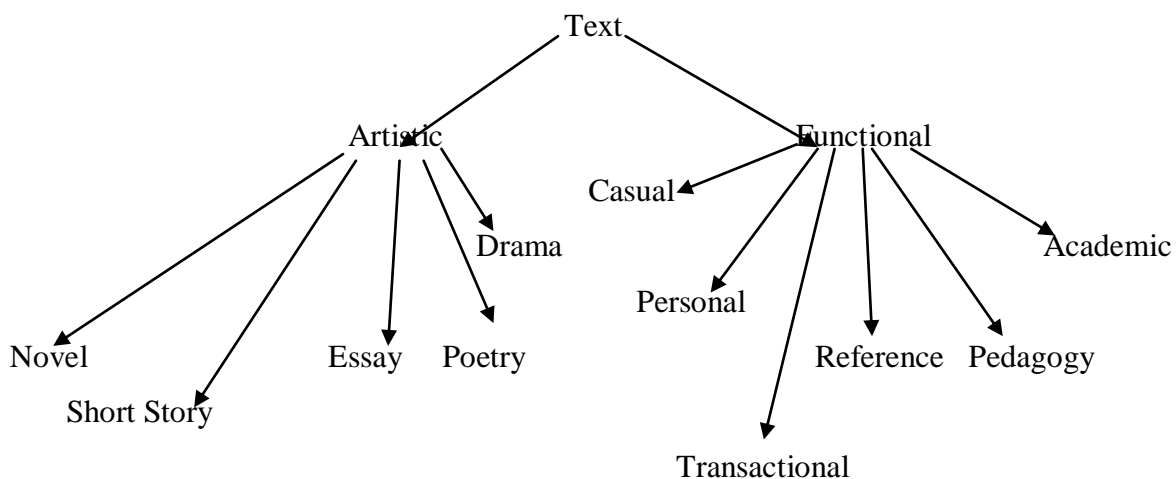 Text
Artistic
Functional
Casual
Drama
Academic
Personal
Novel
Essay
Poetry
Reference
Pedagogy
Short Story
Transactional